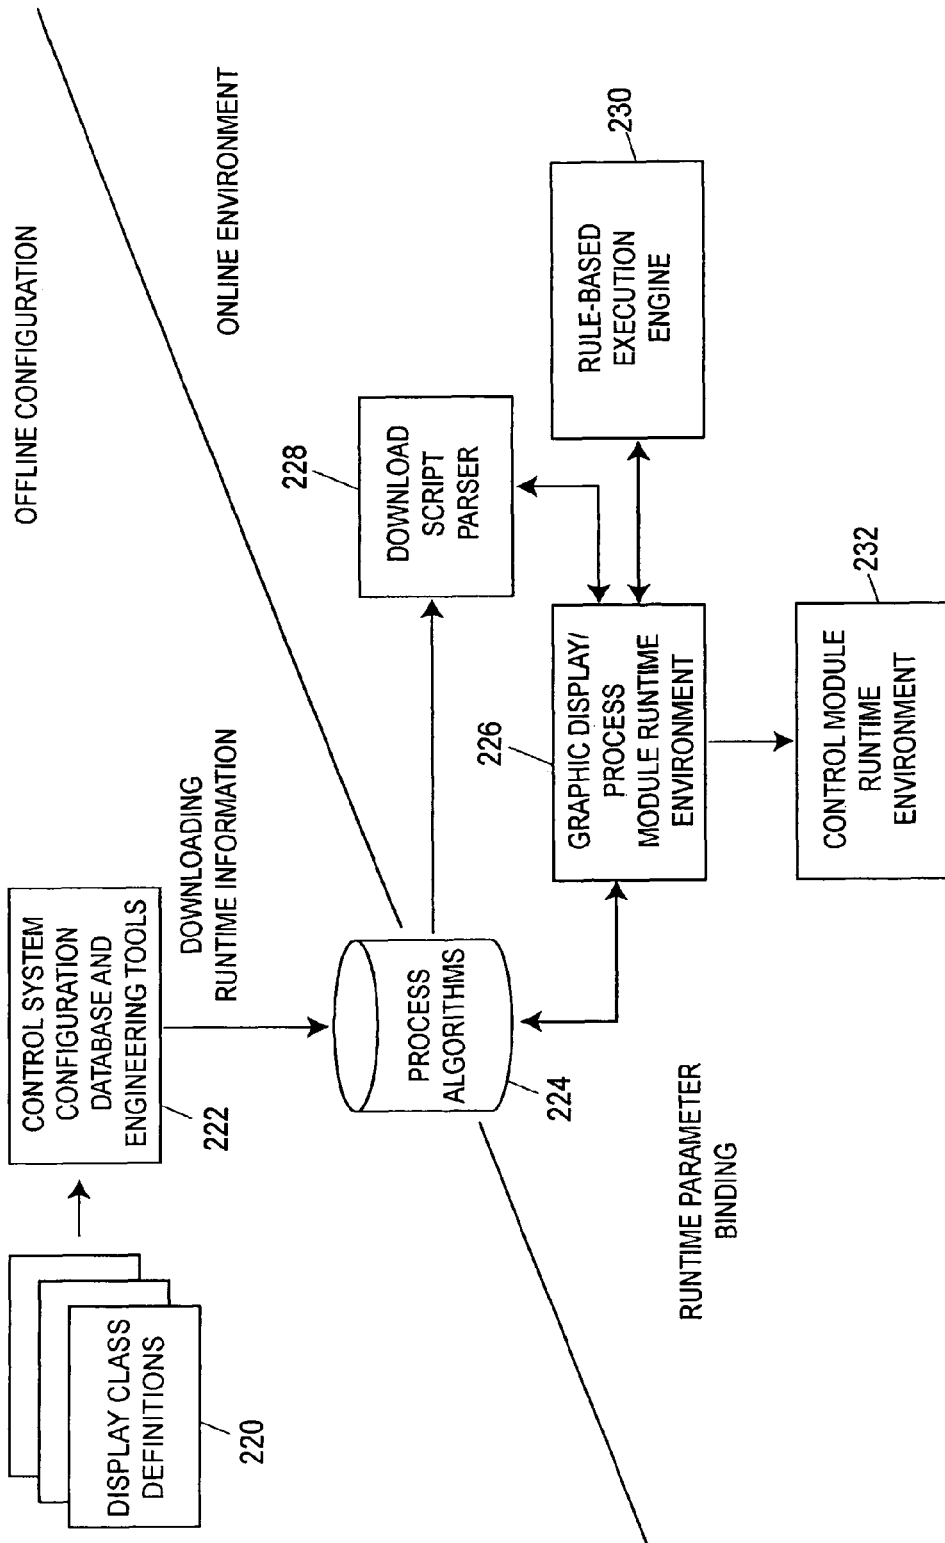 OFFLINE CONFIGURATION
ONLINE ENVIRONMENT
DISPLAY CLASS
DEFINITIONS
220
CONTROL SYSTEM
CONFIGURATION
DATABASE AND
ENGINEERING TOOLS
222
DOWNLOADING
RUNTIME INFORMATION
PROCESS
ALGORITHMS
224
228
DOWNLOAD
SCRIPT
PARSER
226
GRAPHIC DISPLAY/
PROCESS
MODULE RUNTIME
ENVIRONMENT
RULE-BASED
EXECUTION
ENGINE
230
RUNTIME PARAMETER
BINDING
CONTROL MODULE
RUNTIME
ENVIRONMENT
232